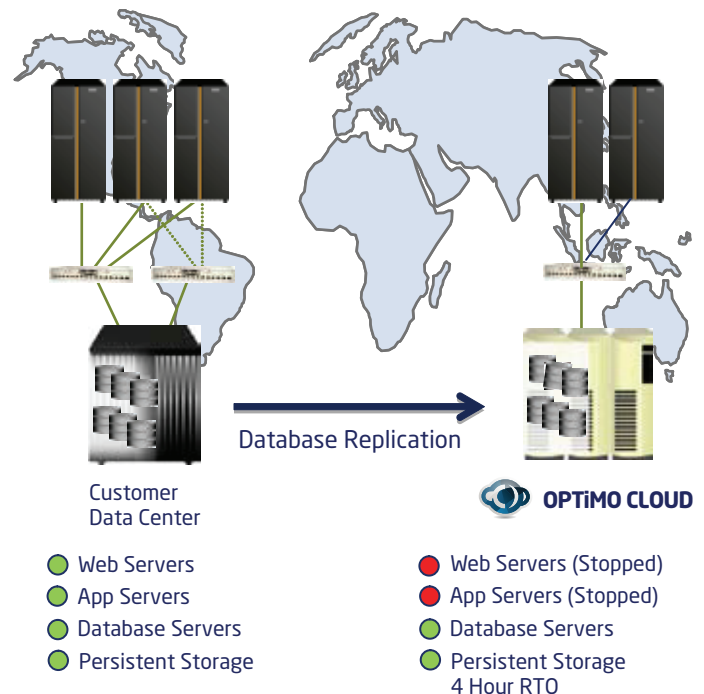 Database Replication
Customer
Data Center
OPTiMO CLOUD
Web Servers
App Servers
Database Servers
Persistent Storage
Web Servers (Stopped)
App Servers (Stopped)
Database Servers
Persistent Storage
4 Hour RTO